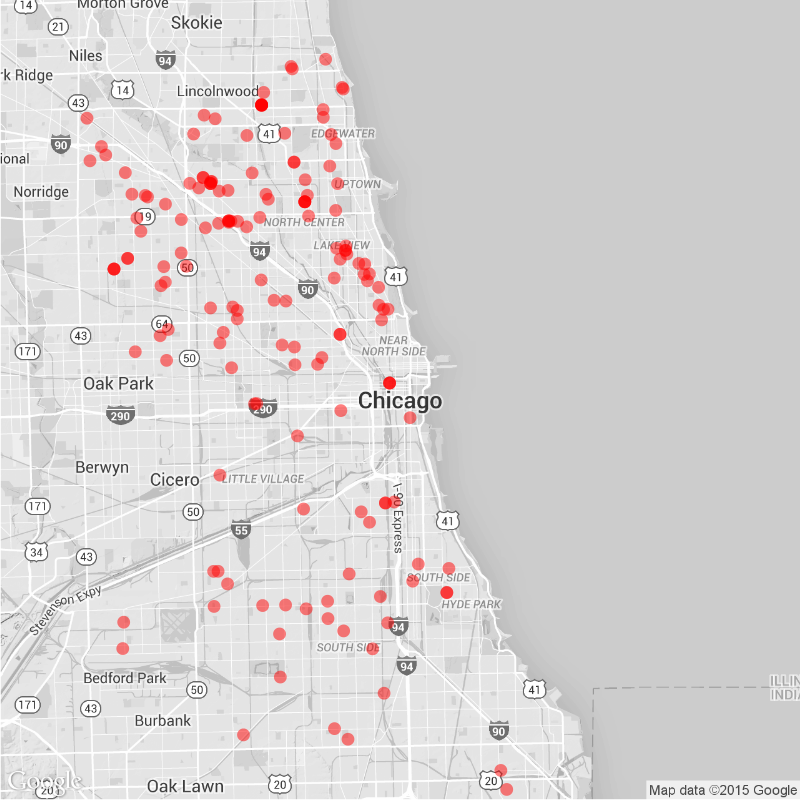 14
Morton Grove
21
Skokie
Niles
94
rk Ridge
14
Lincolnwood
43
41
EDGEWATER
90
ional
Norridge
UPTOWN
19
NORTH CENTER
LAKE VIEW
94
50
41
90
64
43
NEAR
NORTH SIDE
171
50
Oak Park
290
290
Chicago
Berwyn
Cicero
LITTLE VILLAGE
171
50
I-90 Express
41
55
34
43
SOUTH SIDE
Stevenson Expy
HYDE PARK
94
SOUTH SIDE
94
Bedford Park
ILLIN
INDIA
50
41
171
43
Burbank
90
Google
20
Oak Lawn
20
20
Map data ©2015 Google